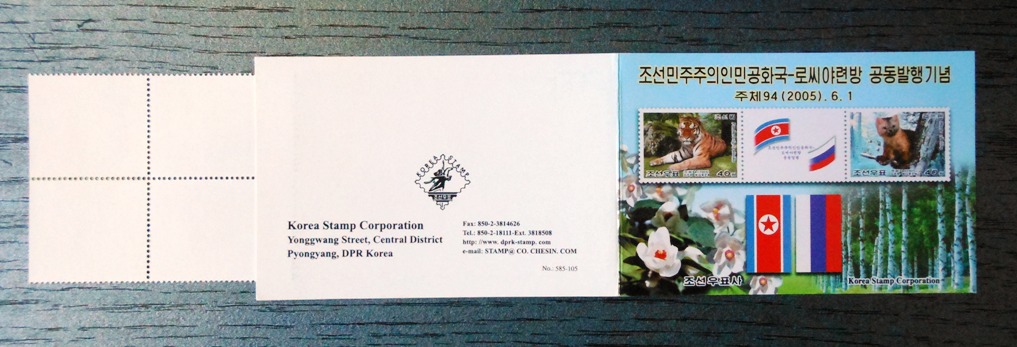 Korea Stamp Corporation
Yonggwang Street, Central District
Pyongyang, DPR Korea
Fax: 850-2-3814626
Tel.: 850-2-18111-Ext. 3818508
http: //www. dprk-stamp. com
e-mail: STAMP@ CO. CHESIN. COM
No.: 585-105
조선민주주의인민공화국-로씨야련방 공동발행기념
주체94 (2005). 6. 1
조선우표
40
조선우표
40
조선우표사
Korea Stamp Corporation